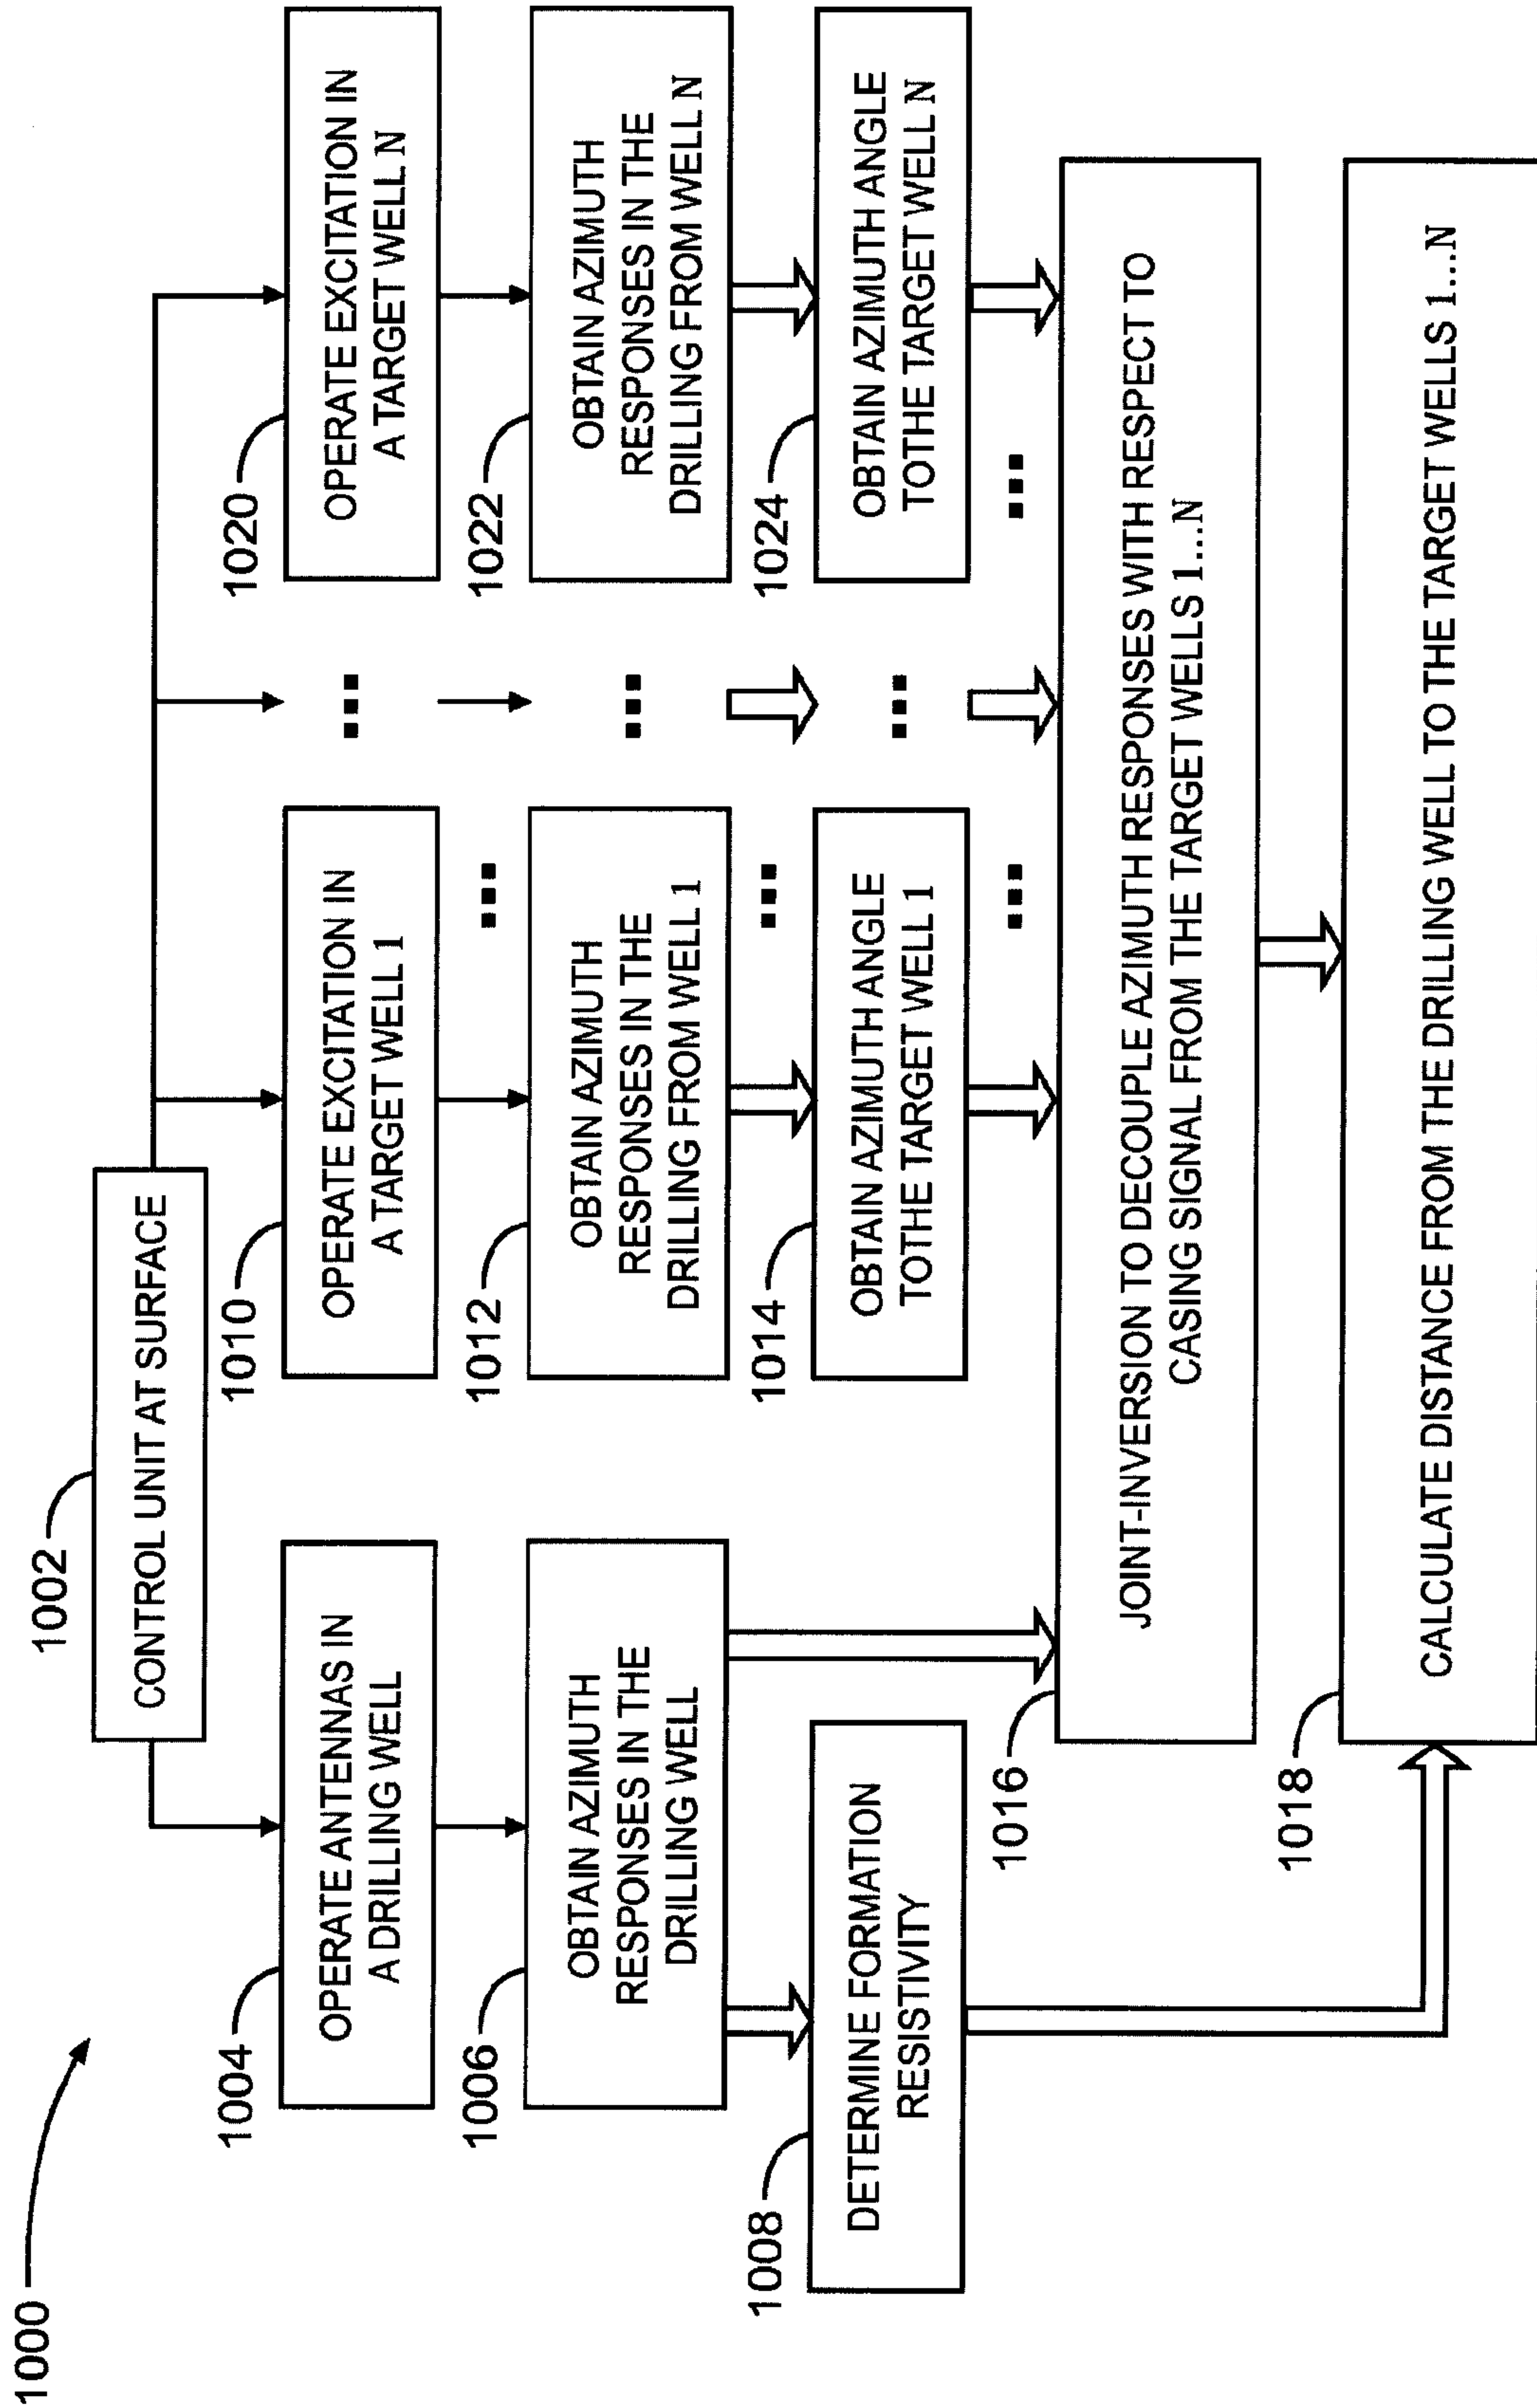 1000
1002
CONTROL UNIT AT SURFACE
1004
OPERATE ANTENNAS IN
A DRILLING WELL
1006
OBTAIN AZIMUTH
RESPONSES IN THE
DRILLING WELL
1008
DETERMINE FORMATION
RESISTIVITY
1010
OPERATE EXCITATION IN
A TARGET WELL 1
1012
OBTAIN AZIMUTH
RESPONSES IN THE
DRILLING FROM WELL 1
1014
OBTAIN AZIMUTH ANGLE
TOTHE TARGET WELL 1
1020
OPERATE EXCITATION IN
A TARGET WELL N
1022
OBTAIN AZIMUTH
RESPONSES IN THE
DRILLING FROM WELL N
1024
OBTAIN AZIMUTH ANGLE
TOTHE TARGET WELL N
1016
JOINT-INVERSION TO DECOUPLE AZIMUTH RESPONSES WITH RESPECT TO
CASING SIGNAL FROM THE TARGET WELLS 1...N
1018
CALCULATE DISTANCE FROM THE DRILLING WELL TO THE TARGET WELLS 1...N